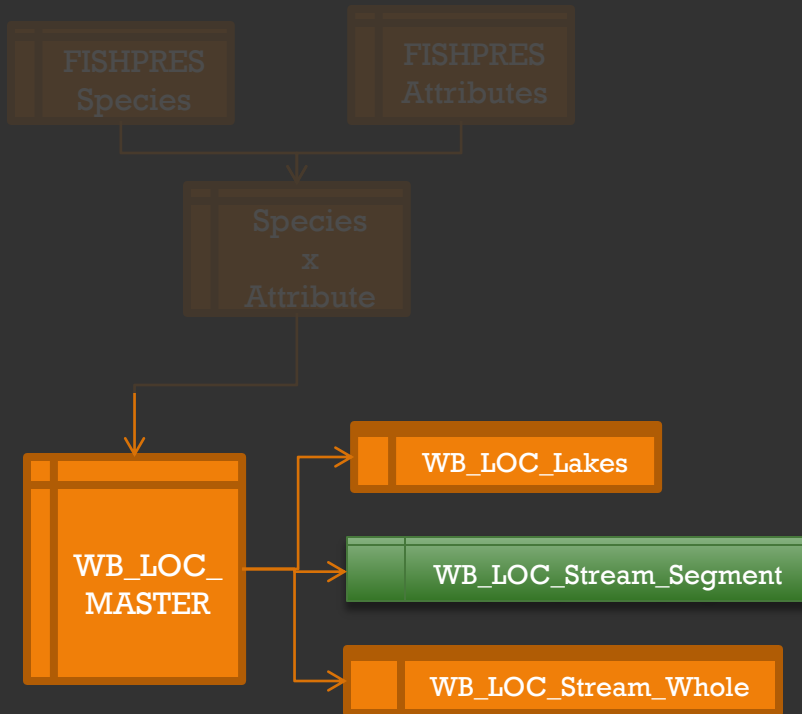 FISHPRES
Species
FISHPRES
Attributes
Species
x
Attribute
WB_LOC_Lakes
WB_LOC_
MASTER
WB_LOC_Stream_Segment
WB_LOC_Stream_Whole